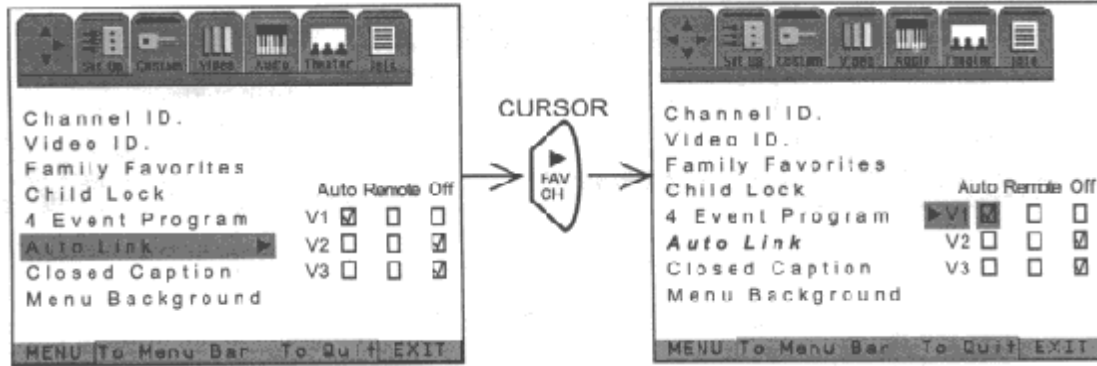 Set Up Custom Video Audio Theater
Channel ID.
Video ID.
Family Favorites
Child Lock
4 Event Program
Auto Link
Closed Caption
Menu Background
Auto Remote Off
V1
V2
V3
MENU To Menu Bar To Quit EXIT
CURSOR
FAV
CH
Set Up Custom Video Audio Theater
Channel ID.
Video ID.
Family Favorites
Child Lock
4 Event Program
Auto Link
Closed Caption
Menu Background
Auto Remote Off
V1
V2
V3
MENU To Menu Bar To Quit EXIT